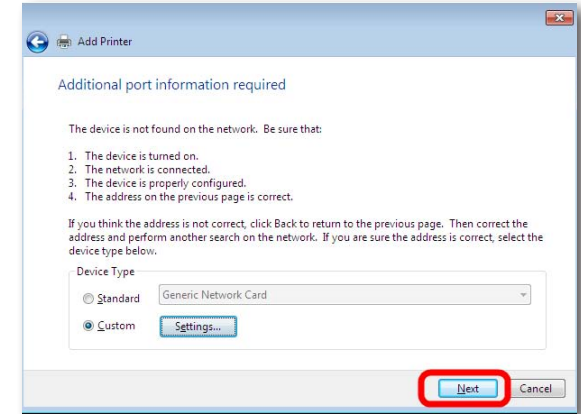 Add Printer
Additional port information required
The device is not found on the network. Be sure that:
1. The device is turned on.
2. The network is connected.
3. The device is properly configured.
4. The address on the previous page is correct.
If you think the address is not correct, click Back to return to the previous page. Then correct the
address and perform another search on the network. If you are sure the address is correct, select the
device type below.
Device Type
Standard
Generic Network Card
Custom
Settings...
Next
Cancel